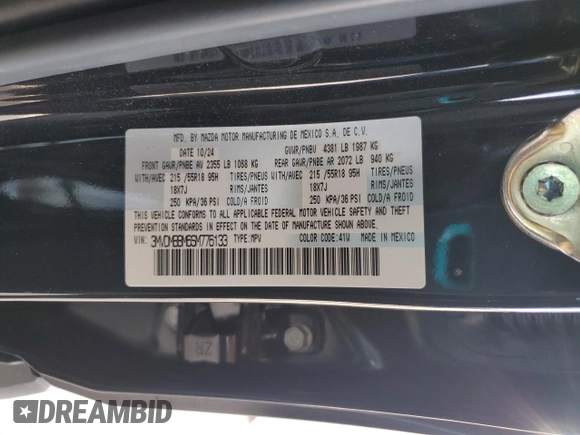 MFD. BY MAZDA MOTOR MANUFACTURING DE MEXICO S.A. DE C.V.
DATE 10/24 GVWR/PNBV 4381 LB 1987 KG
FRONT GAWR/PNBE AV 2355 LB 1068 KG REAR GAWR/PNBE AR 2072 LB 940 KG
WITH/AVEC 215 /55R18 95H TIRES/PNEUS WITH/AVEC 215 /55R18 95H TIRES/PNEUS
18X7J RIMS/JANTES 18X7J RIMS/JANTES
250 KPA/36 PSI COLD/A FROID 250 KPA/36 PSI COLD/A FROID
THIS VEHICLE CONFORMS TO ALL APPLICABLE FEDERAL MOTOR VEHICLE SAFETY AND THEFT
PREVENTION STANDARDS IN EFFECT ON THE DATE OF MANUFACTURE SHOWN ABOVE.
VIN: 3MVDMBBM6SM776133 TYPE:MPV COLOR CODE:41W MADE IN MEXICO
ZR
DREAMBID